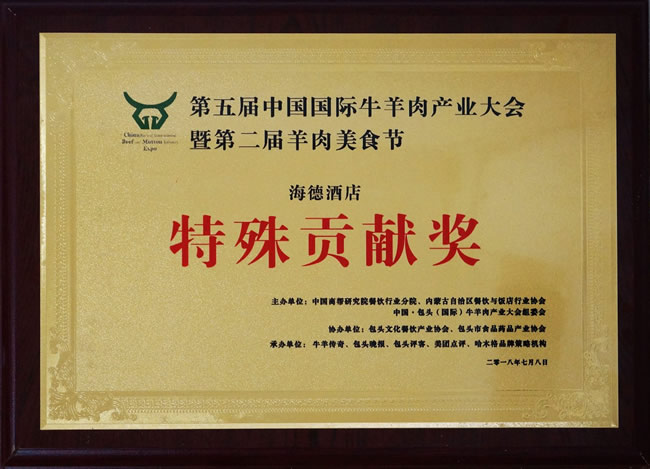 第五届中国国际牛羊肉产业大会
暨第二届羊肉美食节
China
Beef and Mutton Industry
Expo
海德酒店
特殊贡献奖
主办单位：中国商帮研究院餐饮行业分院、内蒙古自治区餐饮与饭店行业协会
中国·包头（国际）牛羊肉产业大会组委会
协办单位：包头文化餐饮产业协会、包头市食品药品产业协会
承办单位：牛羊传奇、包头晚报、包头评客、美团点评、哈木格品牌策略机构
二零一八年七月八日